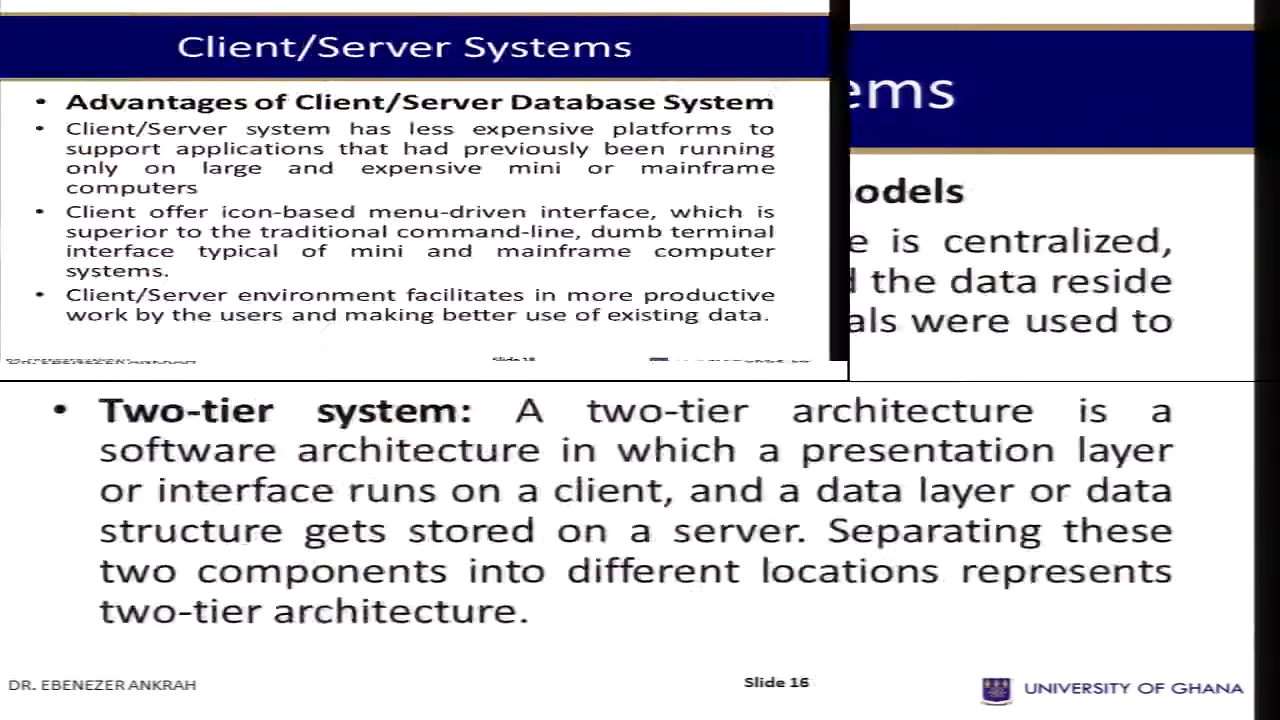 Client/Server Systems
• Advantages of Client/Server Database System
• Client/Server system has less expensive platforms to
support applications that had previously been running
only on large and expensive mini or mainframe
computers
• Client offer icon-based menu-driven interface, which is
superior to the traditional command-line, dumb terminal
interface typical of mini and mainframe computer
systems.
• Client/Server environment facilitates in more productive
work by the users and making better use of existing data.
ems
odels
e is centralized,
d the data reside
als were used to
• Two-tier system: A two-tier architecture is a
software architecture in which a presentation layer
or interface runs on a client, and a data layer or data
structure gets stored on a server. Separating these
two components into different locations represents
two-tier architecture.
DR. EBENEZER ANKRAH
Slide 16
UNIVERSITY OF GHANA